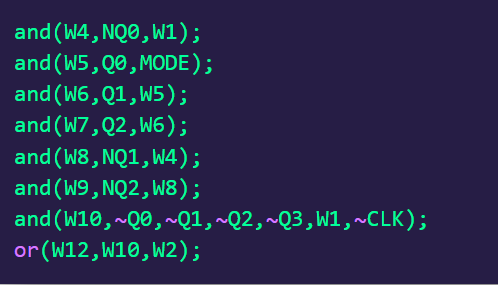 and(W4,NQ0,W1);
and(W5,Q0,MODE);
and(W6,Q1,W5);
and(W7,Q2,W6);
and(W8,NQ1,W4);
and(W9,NQ2,W8);
and(W10,~Q0,~Q1,~Q2,~Q3,W1,~CLK);
or(W12,W10,W2);